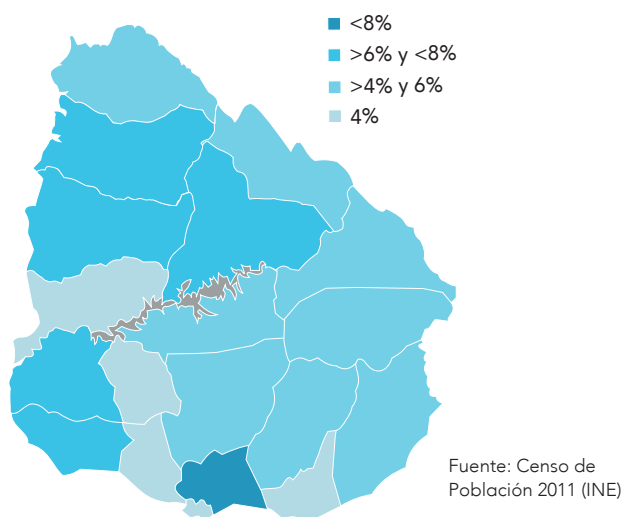 <8%
>6% y <8%
>4% y 6%
4%
Fuente: Censo de
Población 2011 (INE)